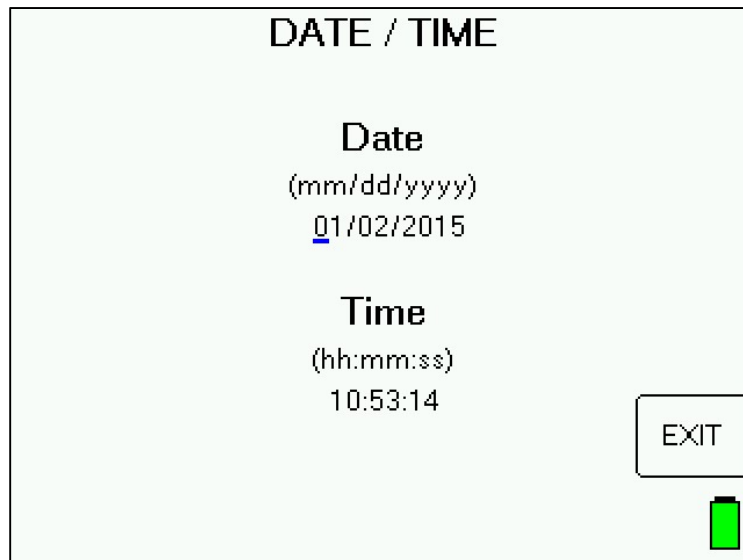 DATE / TIME
Date
(mm/dd/yyyy)
01/02/2015
Time
(hh:mm:ss)
10:53:14
EXIT